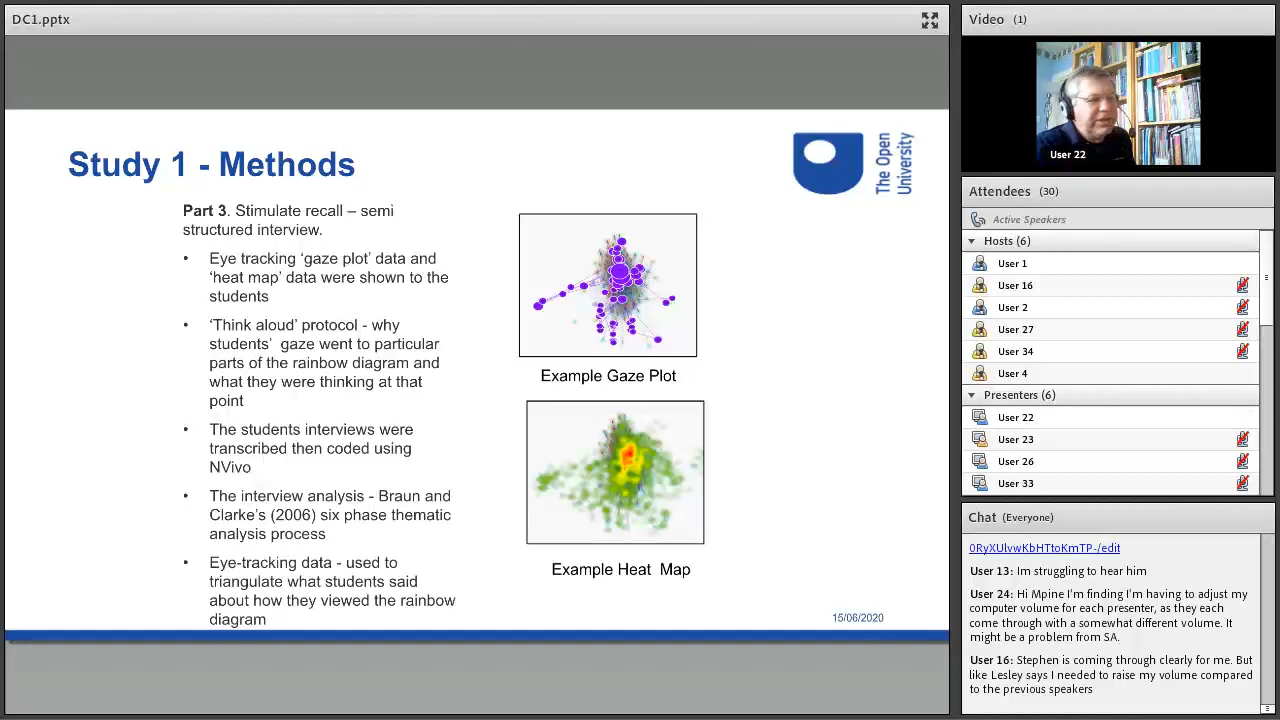 DC1.pptx
Study 1 - Methods
The Open
University
Part 3. Stimulate recall – semi
structured interview.
• Eye tracking ‘gaze plot’ data and
‘heat map’ data were shown to the
students
• ‘Think aloud’ protocol - why
students’ gaze went to particular
parts of the rainbow diagram and
what they were thinking at that
point
• The students interviews were
transcribed then coded using
NVivo
• The interview analysis - Braun and
Clarke’s (2006) six phase thematic
analysis process
• Eye-tracking data - used to
triangulate what students said
about how they viewed the rainbow
diagram
Example Gaze Plot
Example Heat Map
15/06/2020
Video (1)
User 22
Attendees (30)
Active Speakers
Hosts (6)
User 1
User 16
User 2
User 27
User 34
User 4
Presenters (6)
User 22
User 23
User 26
User 33
Chat (Everyone)
0RyXUlvwKbHTtoKmTP-/edit
User 13: Im struggling to hear him
User 24: Hi Mpine I'm finding I'm having to adjust my
computer volume for each presenter, as they each
come through with a somewhat different volume. It
might be a problem from SA.
User 16: Stephen is coming through clearly for me. But
like Lesley says I needed to raise my volume compared
to the previous speakers